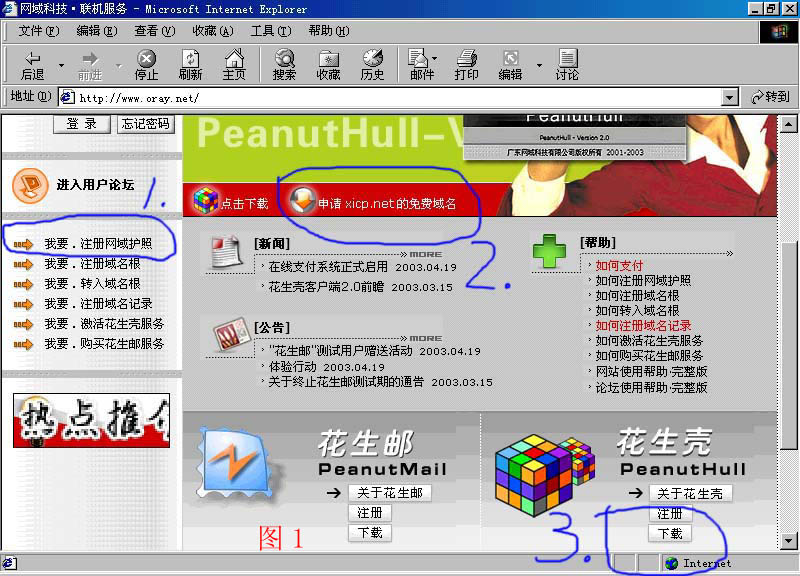 网域科技·联机服务 - Microsoft Internet Explorer
文件(F) 编辑(E) 查看(V) 收藏(A) 工具(T) 帮助(H)
后退 前进 停止 刷新 主页 搜索 收藏 历史 邮件 打印 编辑 讨论
地址(D) http://www.oray.net/ 转到
登 录 忘记密码
PeanutHull-V
PeanutHull
PeanutHull - Version 2.0
广东网域科技有限公司版权所有 2001-2003
进入用户论坛
1.
点击下载 申请 xicp.net的免费域名
我要．注册网域护照
我要．注册域名根
我要．转入域名根
我要．注册域名记录
我要．激活花生壳服务
我要．购买花生邮服务
[新闻]
MORE
· 在线支付系统正式启用 2003.04.19
· 花生壳客户端2.0前瞻 2003.03.15
2.
[公告]
MORE
· "花生邮"测试用户赠送活动 2003.04.19
· 体验行动 2003.04.19
· 关于终止花生邮测试期的通告 2003.03.15
[帮助]
· 如何支付
· 如何注册网域护照
· 如何注册域名根
· 如何转入域名根
· 如何注册域名记录
· 如何激活花生壳服务
· 如何购买花生邮服务
· 网站使用帮助·完整版
· 论坛使用帮助·完整版
热点推介
花生邮
PeanutMail
关于花生邮
注册
下载
花生壳
PeanutHull
关于花生壳
注册
下载
图 1
3.
Internet